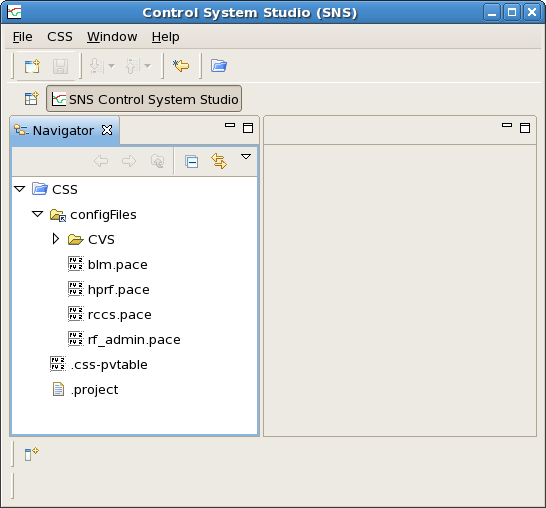 Control System Studio (SNS)
File CSS Window Help
SNS Control System Studio
Navigator
CSS
configFiles
CVS
blm.pace
hprf.pace
rccs.pace
rf_admin.pace
.css-pvtable
.project